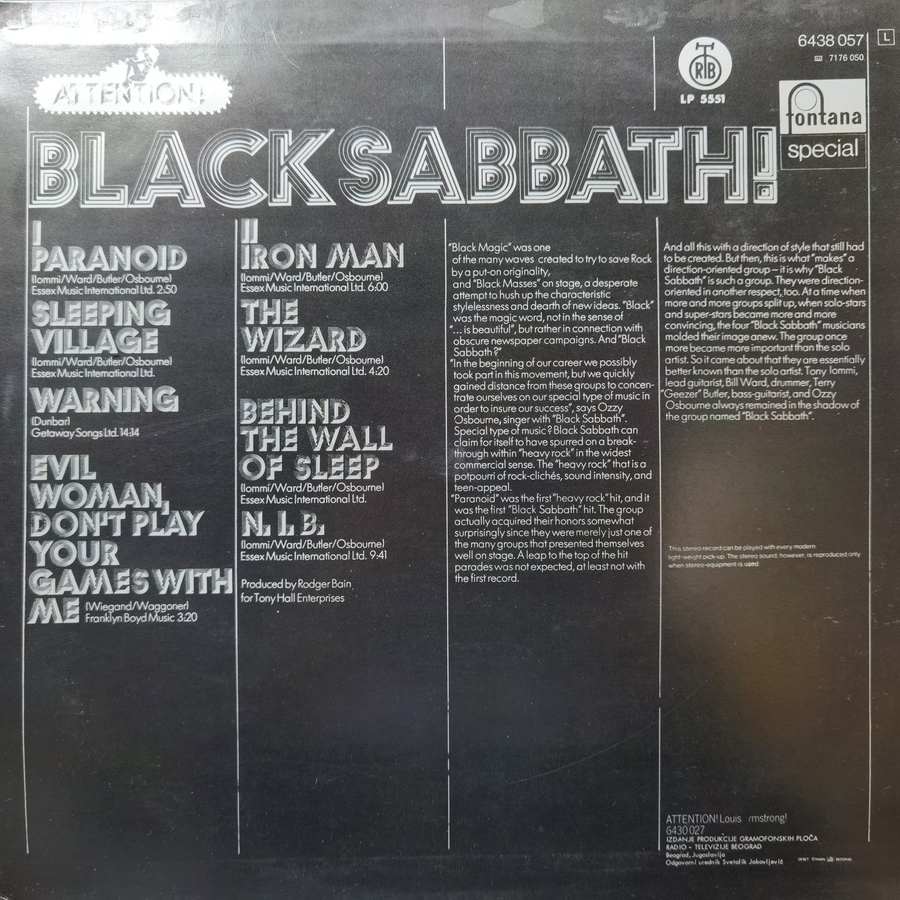 ATTENTION!
RTB
LP 5551
6438 057
L
7176 050
fontana
special
BLACK SABBATH!
I
PARANOID
(Iommi/Ward/Butler/Osbourne)
Essex Music International Ltd. 2:50
SLEEPING
VILLAGE
(Iommi/Ward/Butler/Osbourne)
Essex Music International Ltd.
WARNING
(Dunbar)
Getaway Songs Ltd. 14:14
EVIL
WOMAN,
DON'T PLAY
YOUR
GAMES WITH
ME (Wiegand/Waggoner)
Franklyn Boyd Music 3:20
II
IRON MAN
(Iommi/Ward/Butler/Osbourne)
Essex Music International Ltd. 6:00
THE
WIZARD
(Iommi/Ward/Butler/Osbourne)
Essex Music International Ltd. 4:20
BEHIND
THE WALL
OF SLEEP
(Iommi/Ward/Butler/Osbourne)
Essex Music International Ltd.
N. I. B.
(Iommi/Ward/Butler/Osbourne)
Essex Music International Ltd. 9:41
Produced by Rodger Bain
for Tony Hall Enterprises
"Black Magic" was one
of the many waves created to try to save Rock
by a put-on originality,
and "Black Masses" on stage, a desperate
attempt to hush up the characteristic
stylelessness and dearth of new ideas. "Black"
was the magic word, not in the sense of
"... is beautiful", but rather in connection with
obscure newspaper campaigns. And "Black
Sabbath?"
"In the beginning of our career we possibly
took part in this movement, but we quickly
gained distance from these groups to concen-
trate ourselves on our special type of music in
order to insure our success", says Ozzy
Osbourne, singer with "Black Sabbath".
Special type of music? Black Sabbath can
claim for itself to have spurred on a break-
through within "heavy rock" in the widest
commercial sense. The "heavy rock" that is a
potpourri of rock-clichés, sound intensity, and
teen-appeal.
"Paranoid" was the first "heavy rock" hit, and it
was the first "Black Sabbath" hit. The group
actually acquired their honors somewhat
surprisingly since they were merely just one of
the many groups that presented themselves
well on stage. A leap to the top of the hit
parades was not expected, at least not with
the first record.
And all this with a direction of style that still had
to be created. But then, this is what "makes" a
direction-oriented group – it is why "Black
Sabbath" is such a group. They were direction-
oriented in another respect, too. At a time when
more and more groups split up, when solo-stars
and super-stars became more and more
convincing, the four "Black Sabbath" musicians
molded their image anew. The group once
more became more important than the solo
artist. So it came about that they are essentially
better known than the solo artist. Tony Iommi,
lead guitarist, Bill Ward, drummer, Terry
"Geezer" Butler, bass-guitarist, and Ozzy
Osbourne always remained in the shadow of
the group named "Black Sabbath".
This stereo record can be played with every modern
light-weight pick-up. The stereo sound, however, is reproduced only
when stereo-equipment is used.
ATTENTION! Louis rmstrong!
6430 027
IZDANJE PRODUKCIJE GRAMOFONSKIH PLOČA
RADIO - TELEVIZIJE BEOGRAD
Beograd, Jugoslavija
Odgovorni urednik Svetolik Jakovljević